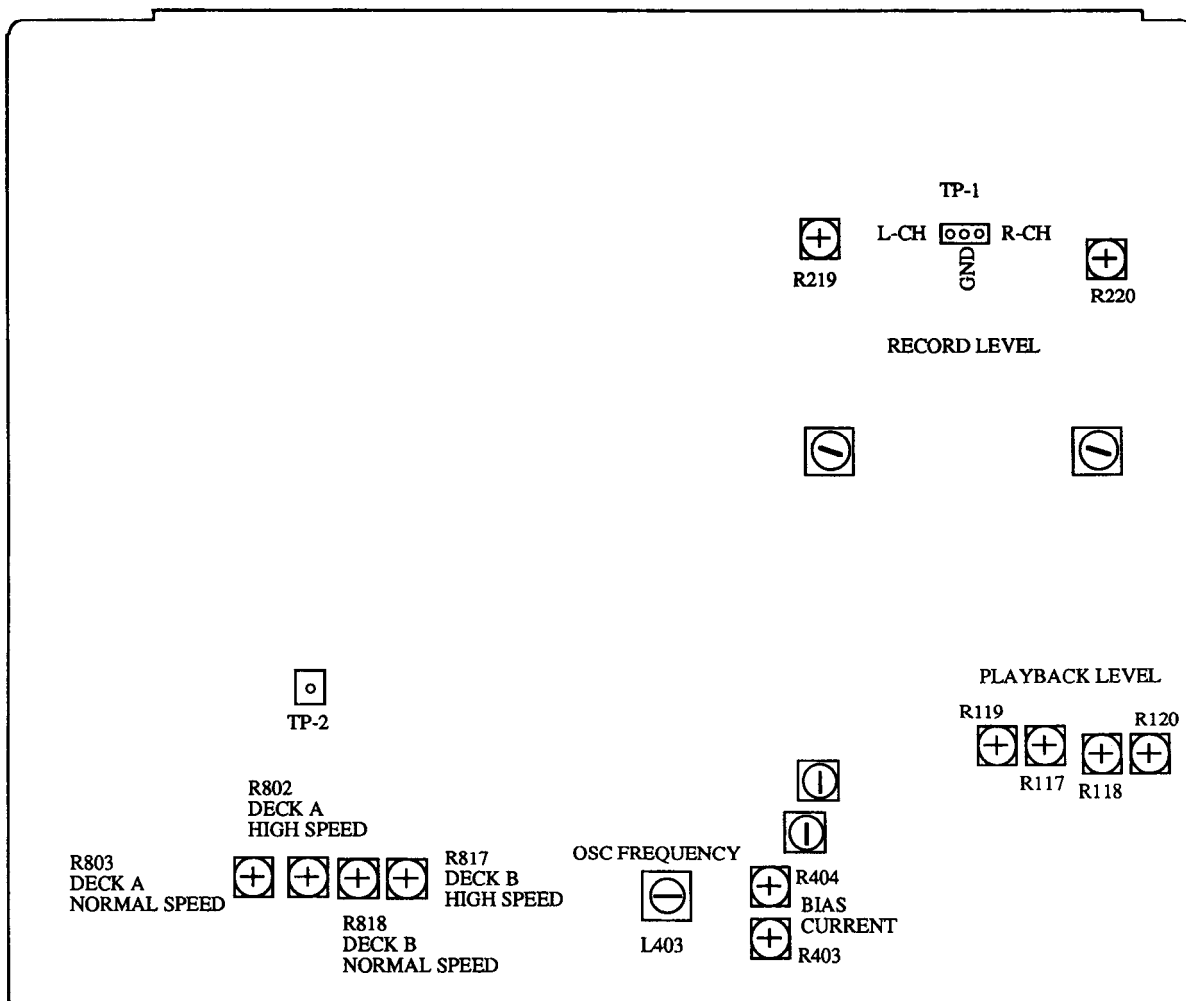 TP-1
L-CH
R-CH
GND
R219
R220
RECORD LEVEL
PLAYBACK LEVEL
R119
R120
R117
R118
TP-2
R802
DECK A
HIGH SPEED
R803
DECK A
NORMAL SPEED
R817
DECK B
HIGH SPEED
R818
DECK B
NORMAL SPEED
OSC FREQUENCY
L403
R404
BIAS
CURRENT
R403